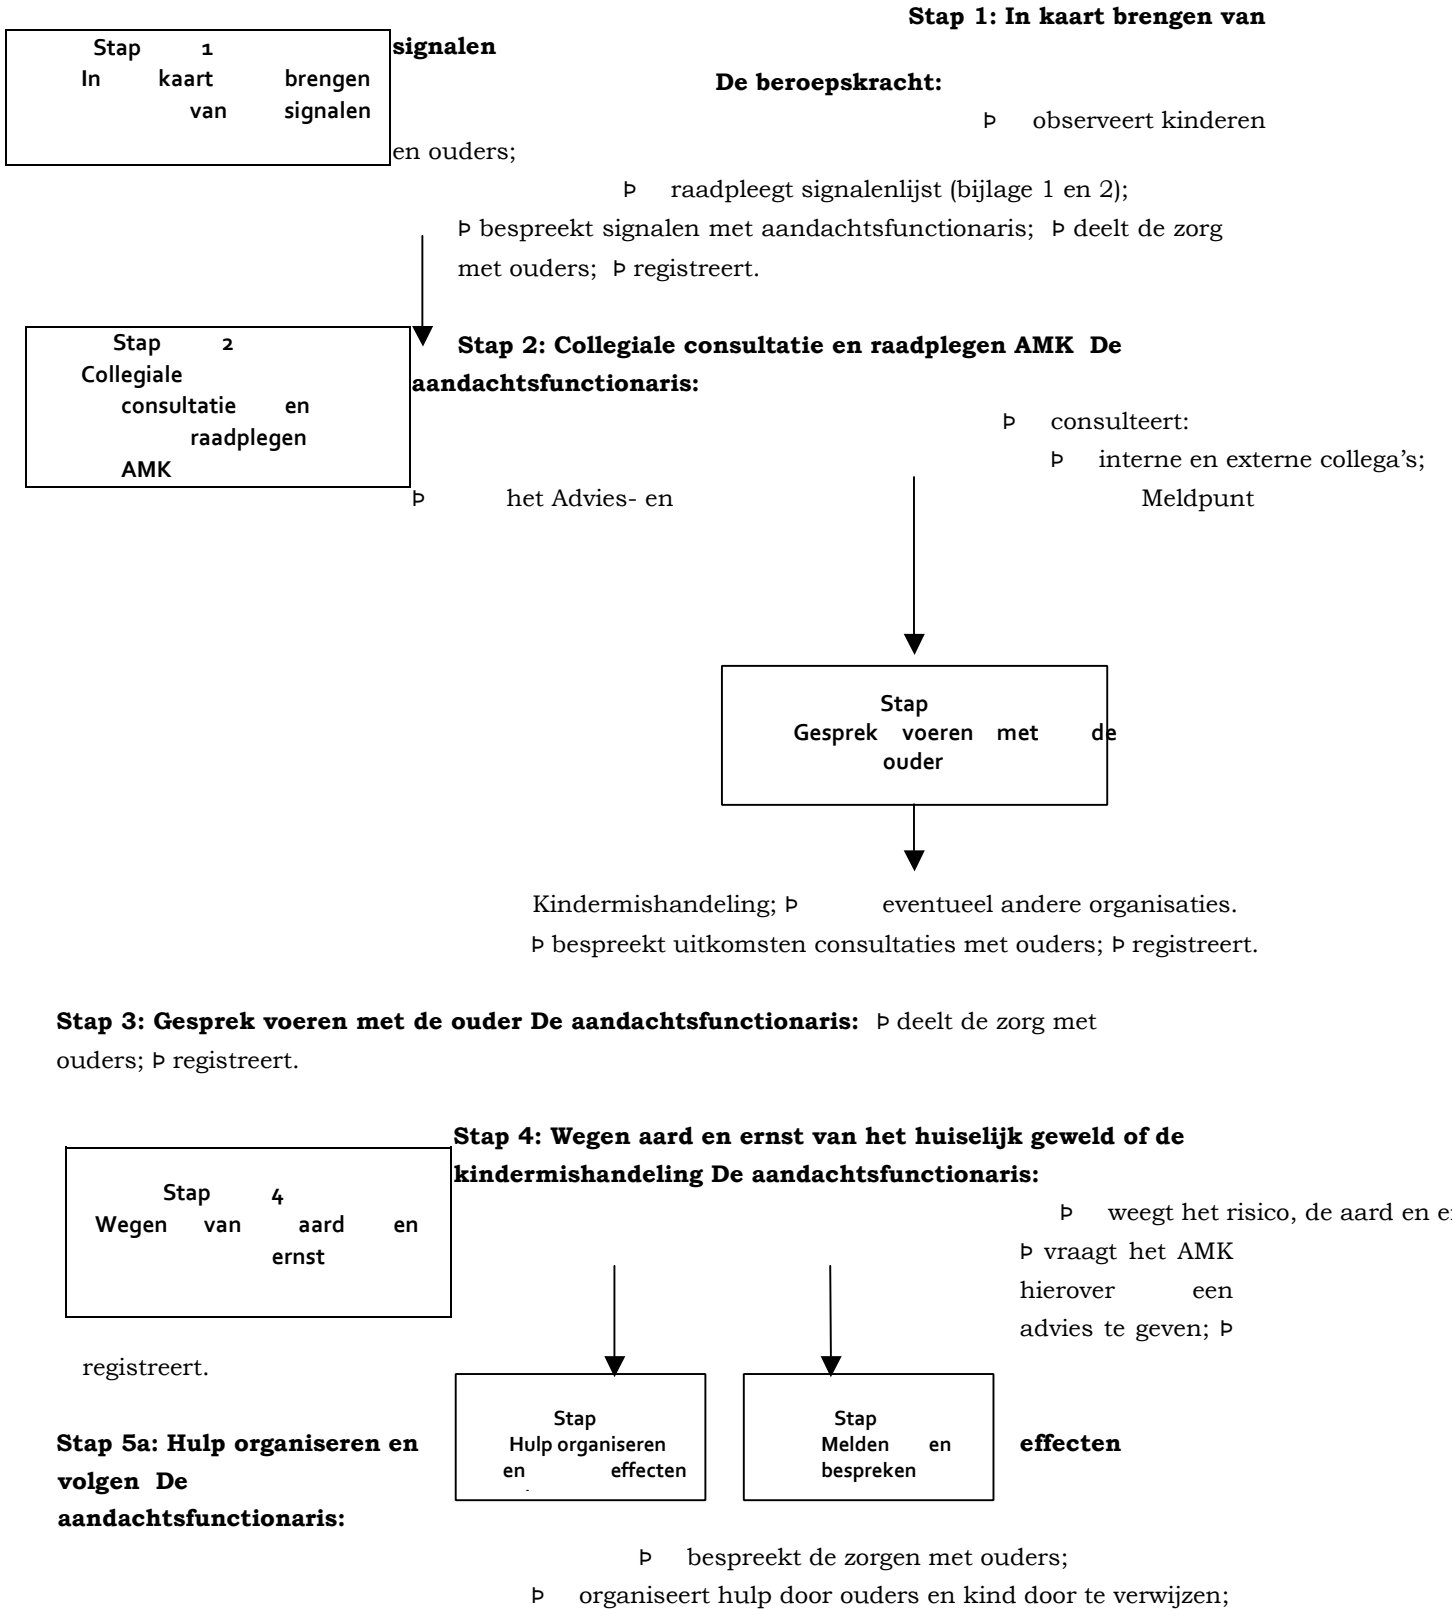 Stap 1: In kaart brengen van
signalen
Stap 1
In kaart brengen
van signalen
De beroepskracht:
Þ observeert kinderen
en ouders;
Þ raadpleegt signalenlijst (bijlage 1 en 2);
Þ bespreekt signalen met aandachtsfunctionaris; Þ deelt de zorg
met ouders; Þ registreert.
Stap 2
Collegiale
consultatie en
raadplegen
AMK
Stap 2: Collegiale consultatie en raadplegen AMK De
aandachtsfunctionaris:
Þ consulteert:
Þ interne en externe collega’s;
Þ het Advies- en Meldpunt
Stap
Gesprek voeren met de
ouder
Kindermishandeling; Þ eventueel andere organisaties.
Þ bespreekt uitkomsten consultaties met ouders; Þ registreert.
Stap 3: Gesprek voeren met de ouder De aandachtsfunctionaris: Þ deelt de zorg met
ouders; Þ registreert.
Stap 4: Wegen aard en ernst van het huiselijk geweld of de
kindermishandeling De aandachtsfunctionaris:
Stap 4
Wegen van aard en
ernst
Þ weegt het risico, de aard en
Þ vraagt het AMK
hierover een
advies te geven; Þ
registreert.
Stap
Hulp organiseren
en effecten
Stap
Melden en
bespreken
Stap 5a: Hulp organiseren en effecten
volgen De
aandachtsfunctionaris:
Þ bespreekt de zorgen met ouders;
Þ organiseert hulp door ouders en kind door te verwijzen;